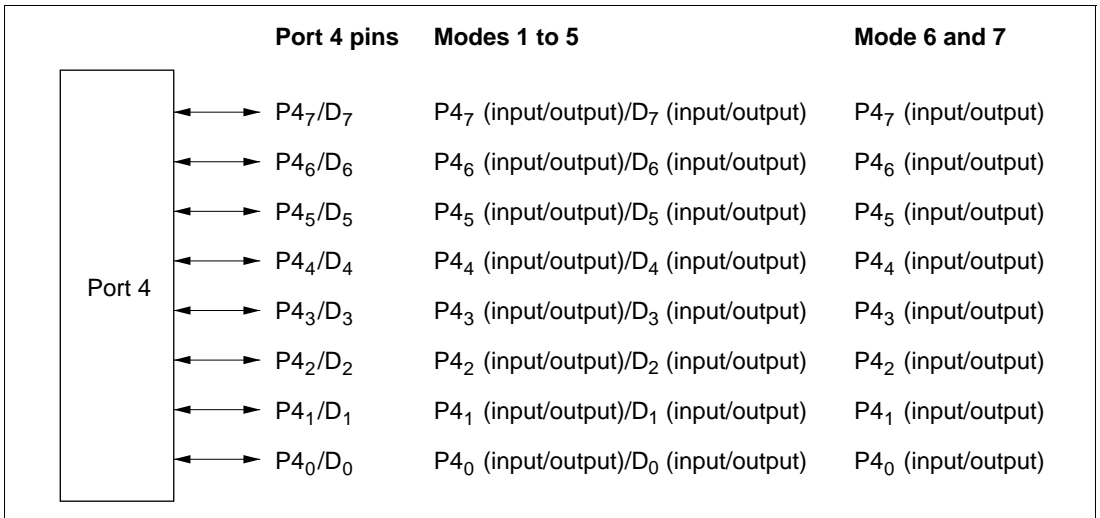 Port 4 pins Modes 1 to 5 Mode 6 and 7
P4₇/D₇ P4₇ (input/output)/D₇ (input/output) P4₇ (input/output)
P4₆/D₆ P4₆ (input/output)/D₆ (input/output) P4₆ (input/output)
P4₅/D₅ P4₅ (input/output)/D₅ (input/output) P4₅ (input/output)
P4₄/D₄ P4₄ (input/output)/D₄ (input/output) P4₄ (input/output)
Port 4
P4₃/D₃ P4₃ (input/output)/D₃ (input/output) P4₃ (input/output)
P4₂/D₂ P4₂ (input/output)/D₂ (input/output) P4₂ (input/output)
P4₁/D₁ P4₁ (input/output)/D₁ (input/output) P4₁ (input/output)
P4₀/D₀ P4₀ (input/output)/D₀ (input/output) P4₀ (input/output)